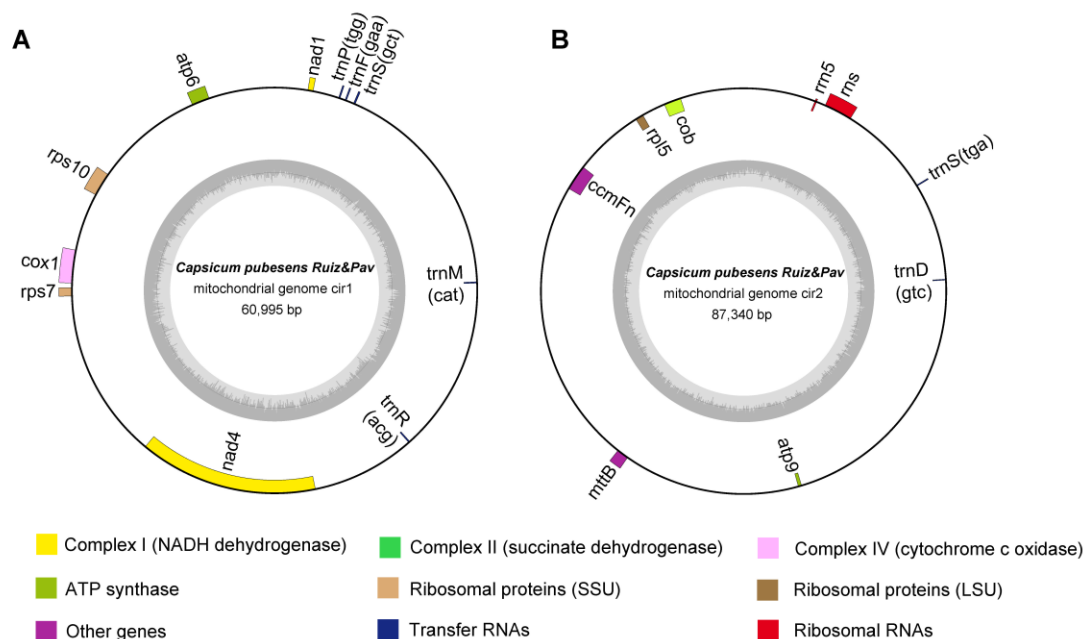 A
atp6
nad1
trnP(tgg)
trnF(gaa)
trnS(gct)
rps10
cox1
rps7
Capsicum pubesens Ruiz&Pav
mitochondrial genome cir1
60,995 bp
trnM
(cat)
trnR
(acg)
nad4
B
rrn5
rns
cob
rpl5
trnS(tga)
ccmFn
Capsicum pubesens Ruiz&Pav
mitochondrial genome cir2
87,340 bp
trnD
(gtc)
atp9
mttB
Complex I (NADH dehydrogenase)
Complex II (succinate dehydrogenase)
Complex IV (cytochrome c oxidase)
ATP synthase
Ribosomal proteins (SSU)
Ribosomal proteins (LSU)
Other genes
Transfer RNAs
Ribosomal RNAs